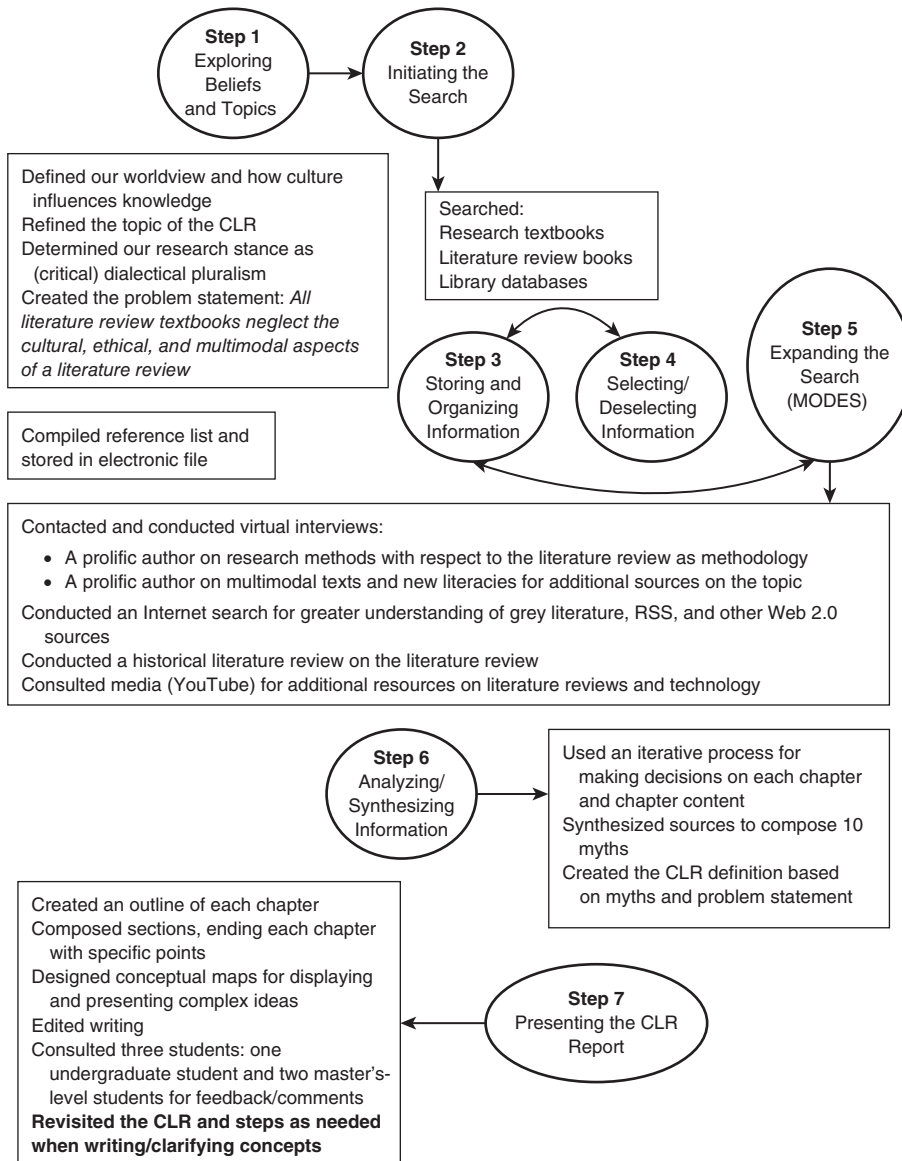 Step 1
Exploring
Beliefs
and Topics
Step 2
Initiating the
Search
Defined our worldview and how culture
influences knowledge
Refined the topic of the CLR
Determined our research stance as
(critical) dialectical pluralism
Created the problem statement: All
literature review textbooks neglect the
cultural, ethical, and multimodal aspects
of a literature review
Searched:
Research textbooks
Literature review books
Library databases
Step 3
Storing and
Organizing
Information
Step 4
Selecting/
Deselecting
Information
Step 5
Expanding the
Search
(MODES)
Compiled reference list and
stored in electronic file
Contacted and conducted virtual interviews:
• A prolific author on research methods with respect to the literature review as methodology
• A prolific author on multimodal texts and new literacies for additional sources on the topic
Conducted an Internet search for greater understanding of grey literature, RSS, and other Web 2.0
sources
Conducted a historical literature review on the literature review
Consulted media (YouTube) for additional resources on literature reviews and technology
Step 6
Analyzing/
Synthesizing
Information
Used an iterative process for
making decisions on each chapter
and chapter content
Synthesized sources to compose 10
myths
Created the CLR definition based
on myths and problem statement
Created an outline of each chapter
Composed sections, ending each chapter
with specific points
Designed conceptual maps for displaying
and presenting complex ideas
Edited writing
Consulted three students: one
undergraduate student and two master's-
level students for feedback/comments
Revisited the CLR and steps as needed
when writing/clarifying concepts
Step 7
Presenting the CLR
Report